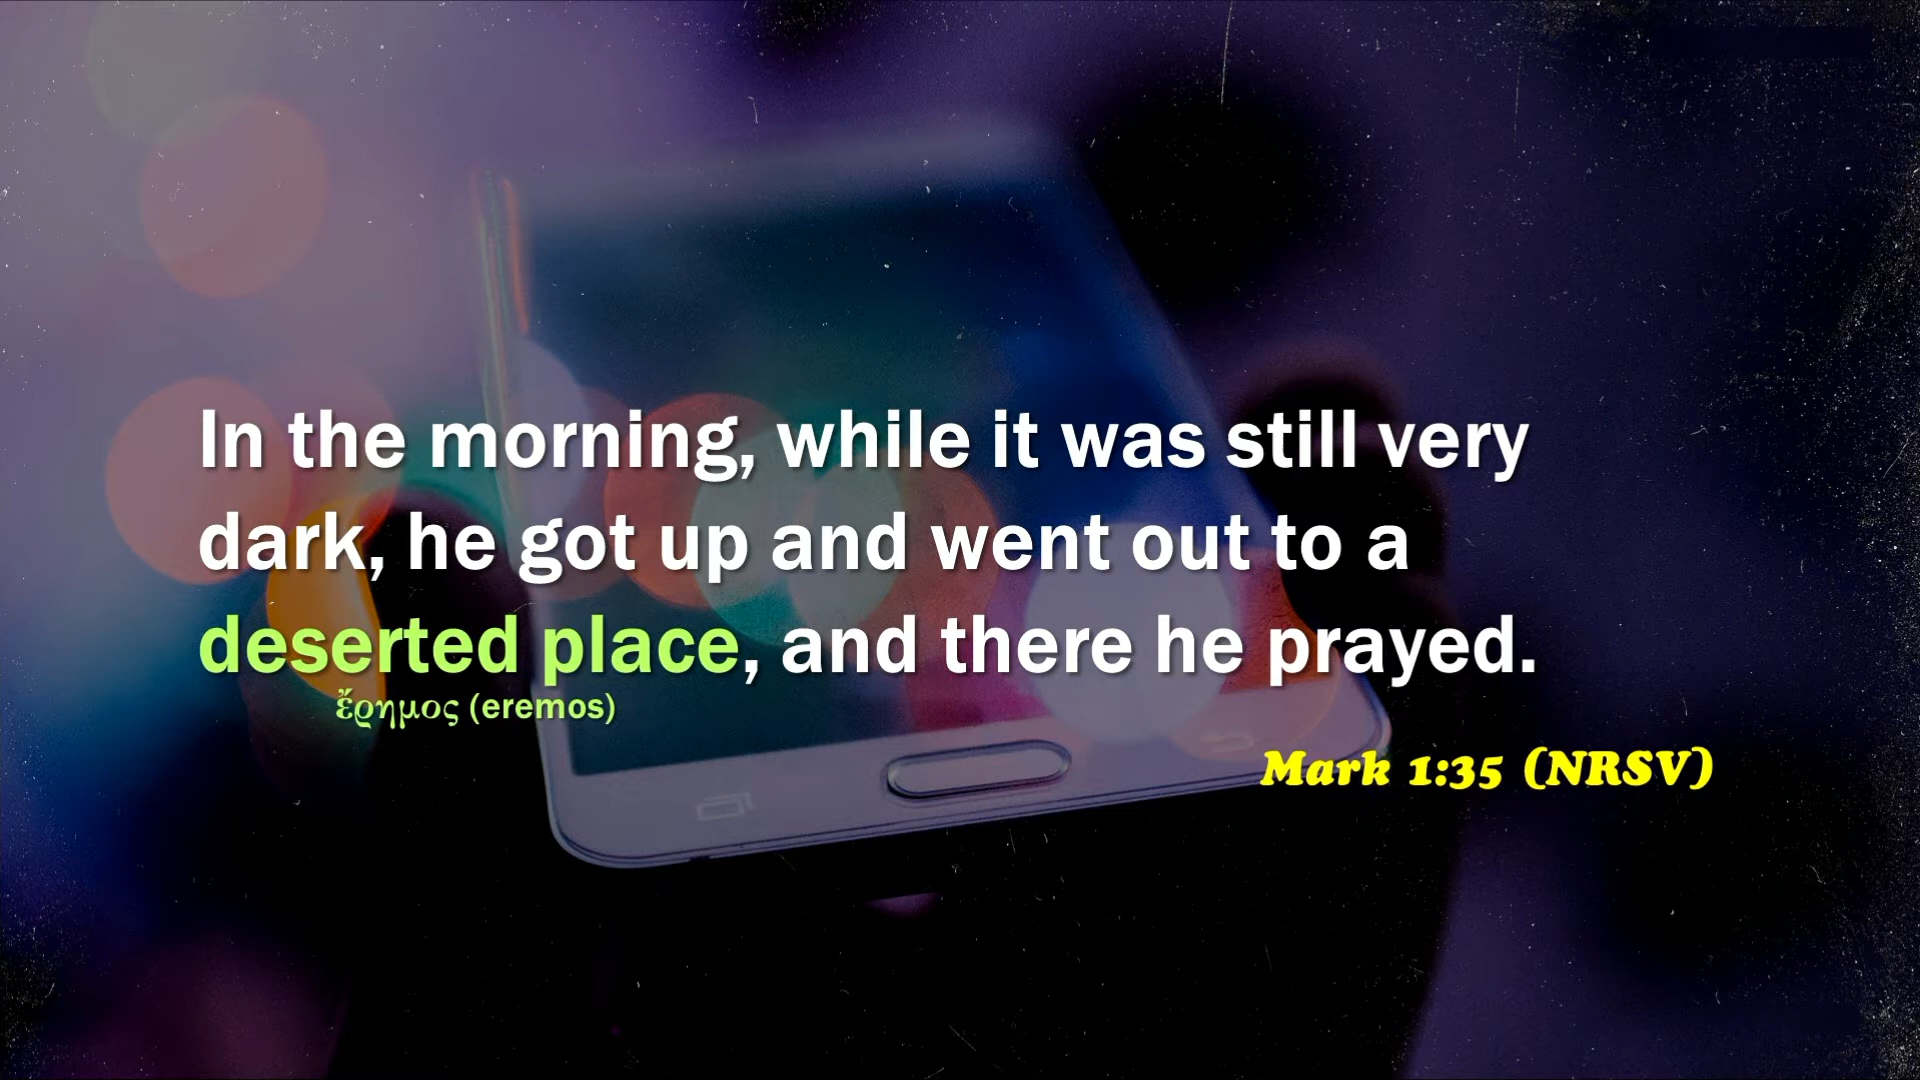 In the morning, while it was still very
dark, he got up and went out to a
deserted place, and there he prayed.
ἔρημος (eremos)
Mark 1:35 (NRSV)